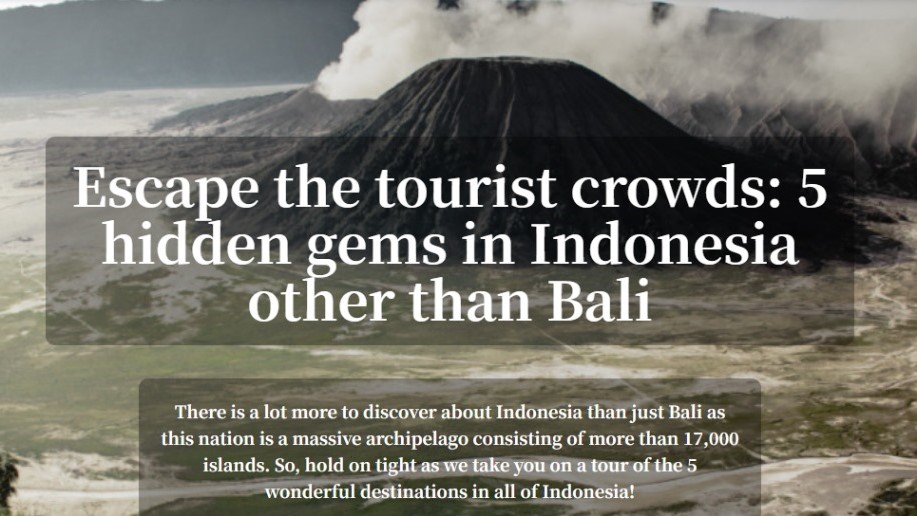 Escape the tourist crowds: 5
hidden gems in Indonesia
other than Bali
There is a lot more to discover about Indonesia than just Bali as
this nation is a massive archipelago consisting of more than 17,000
islands. So, hold on tight as we take you on a tour of the 5
wonderful destinations in all of Indonesia!